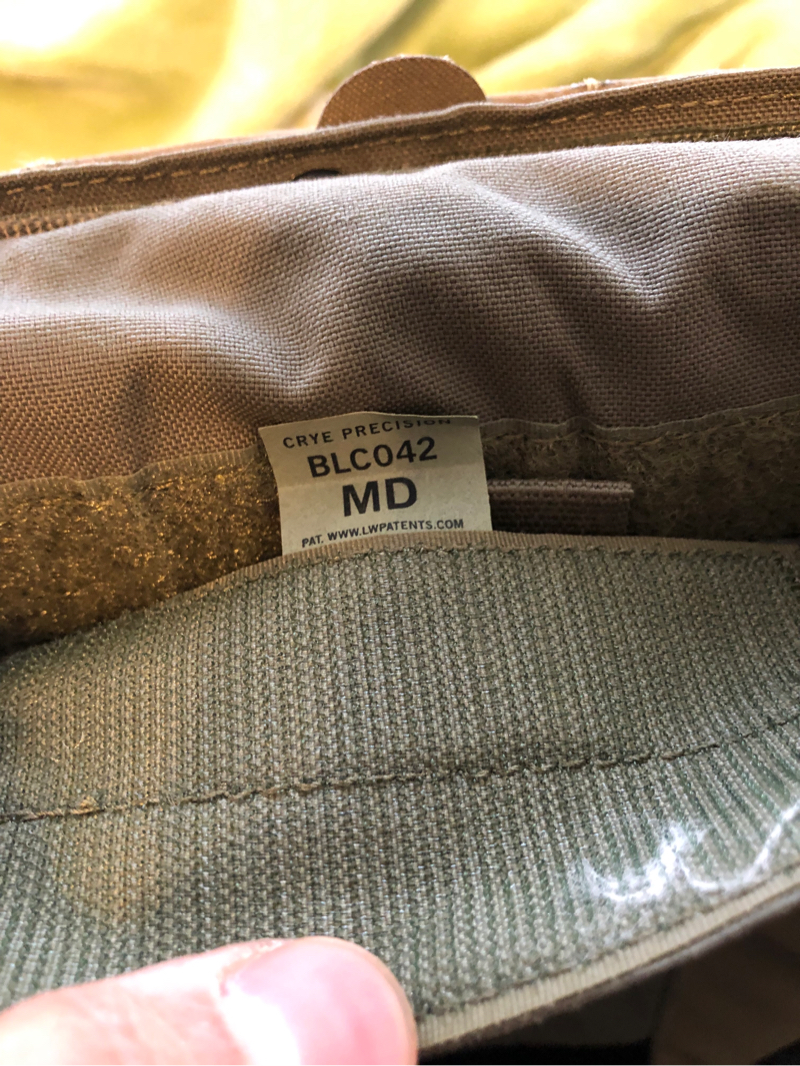 CRYE PRECISION
BLC042
MD
PAT. WWW.LWPATENTS.COM